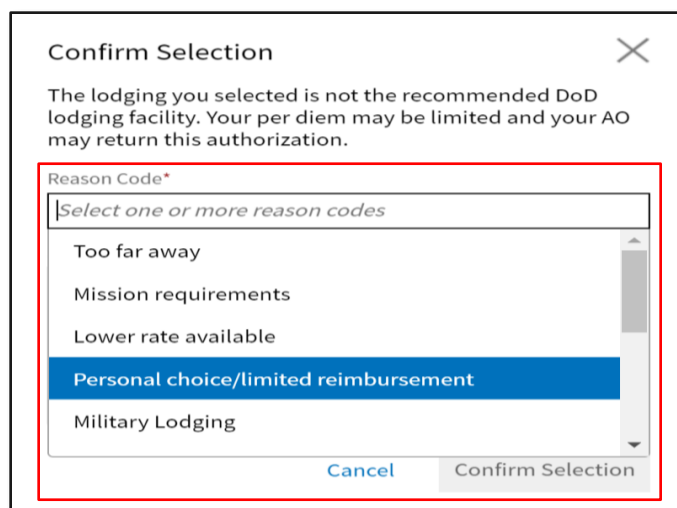 Confirm Selection
The lodging you selected is not the recommended DoD
lodging facility. Your per diem may be limited and your AO
may return this authorization.
Reason Code*
Select one or more reason codes
Too far away
Mission requirements
Lower rate available
Personal choice/limited reimbursement
Military Lodging
Cancel Confirm Selection